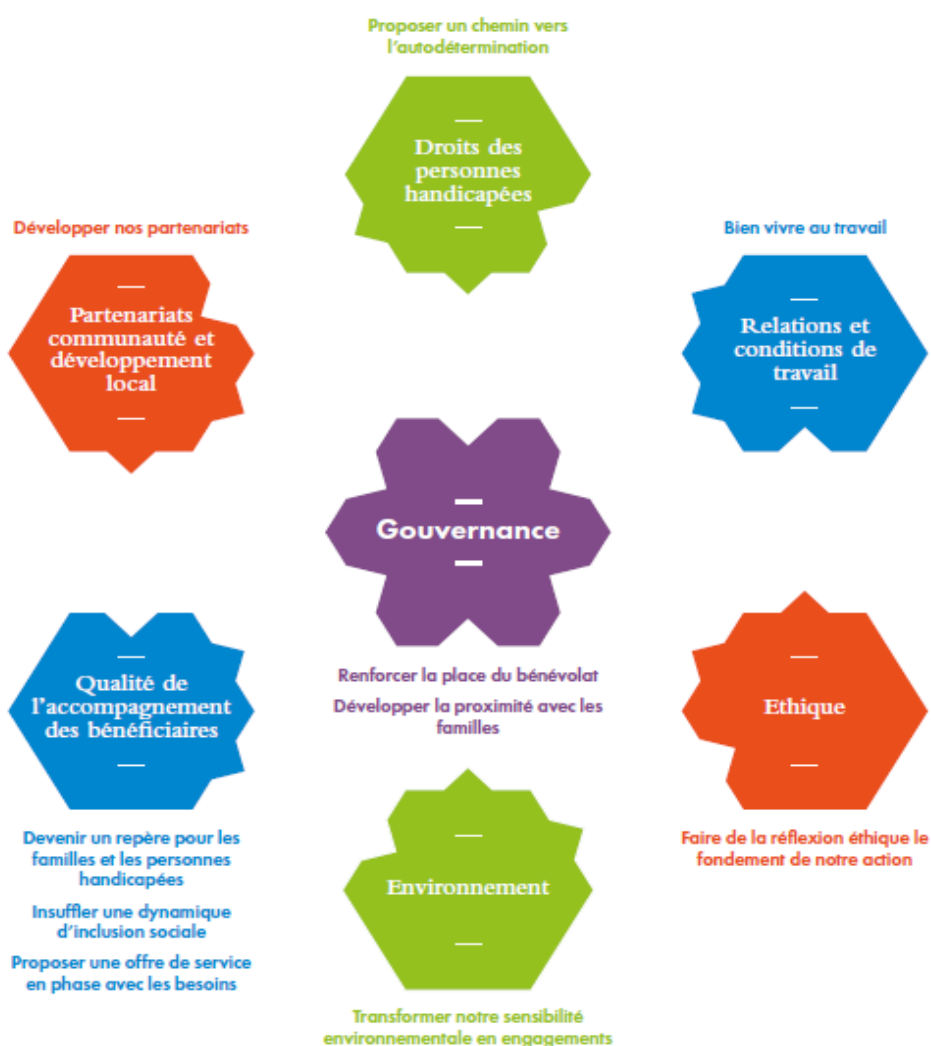 Proposer un chemin vers
l'autodétermination
Droits des
personnes
handicapées
Développer nos partenariats
Partenariats
communauté et
développement
local
Bien vivre au travail
Relations et
conditions de
travail
Gouvernance
Renforcer la place du bénévolat
Développer la proximité avec les
familles
Qualité de
l'accompagnement
des bénéficiaires
Devenir un repère pour les
familles et les personnes
handicapées
Insuffler une dynamique
d'inclusion sociale
Proposer une offre de service
en phase avec les besoins
Ethique
Faire de la réflexion éthique le
fondement de notre action
Environnement
Transformer notre sensibilité
environnementale en engagements